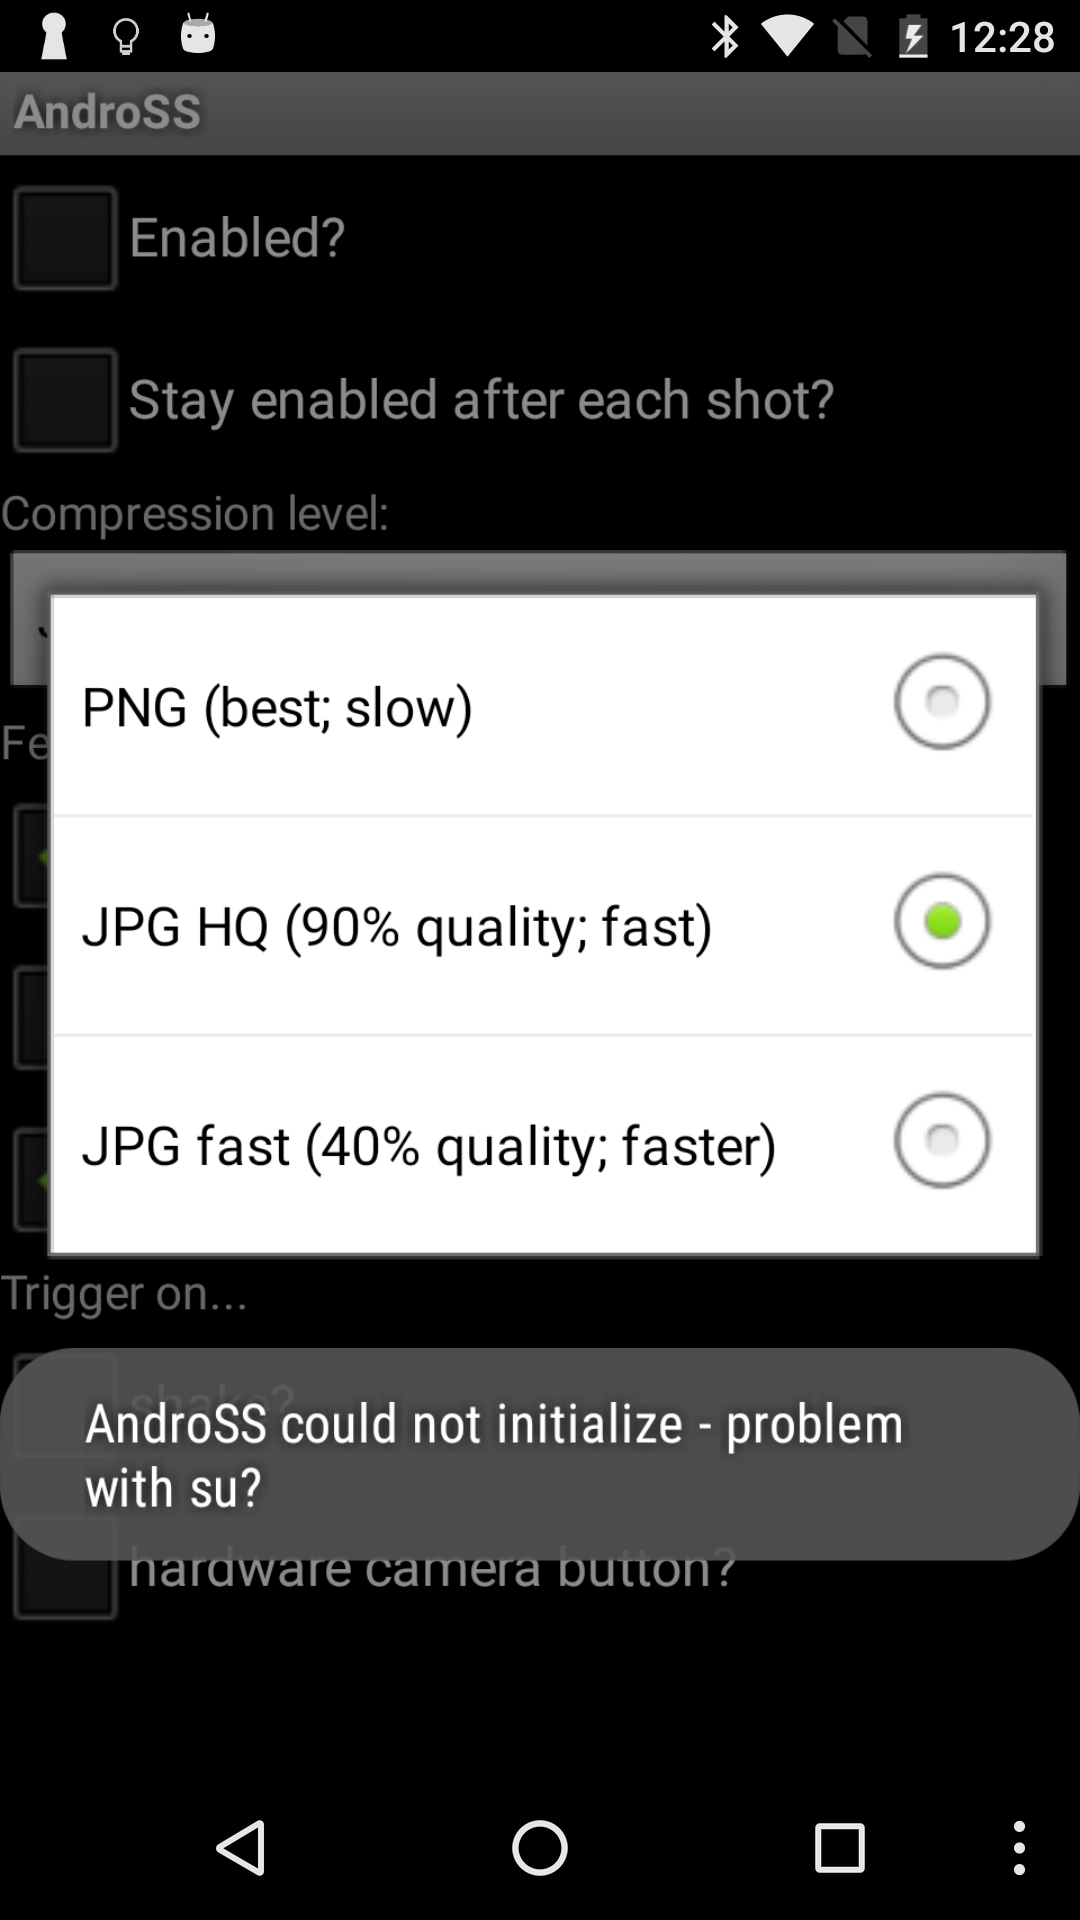 12:28
AndroSS
Enabled?
Stay enabled after each shot?
Compression level:
PNG (best; slow)
Fe
JPG HQ (90% quality; fast)
JPG fast (40% quality; faster)
Trigger on...
shake?
AndroSS could not initialize - problem
with su?
hardware camera button?